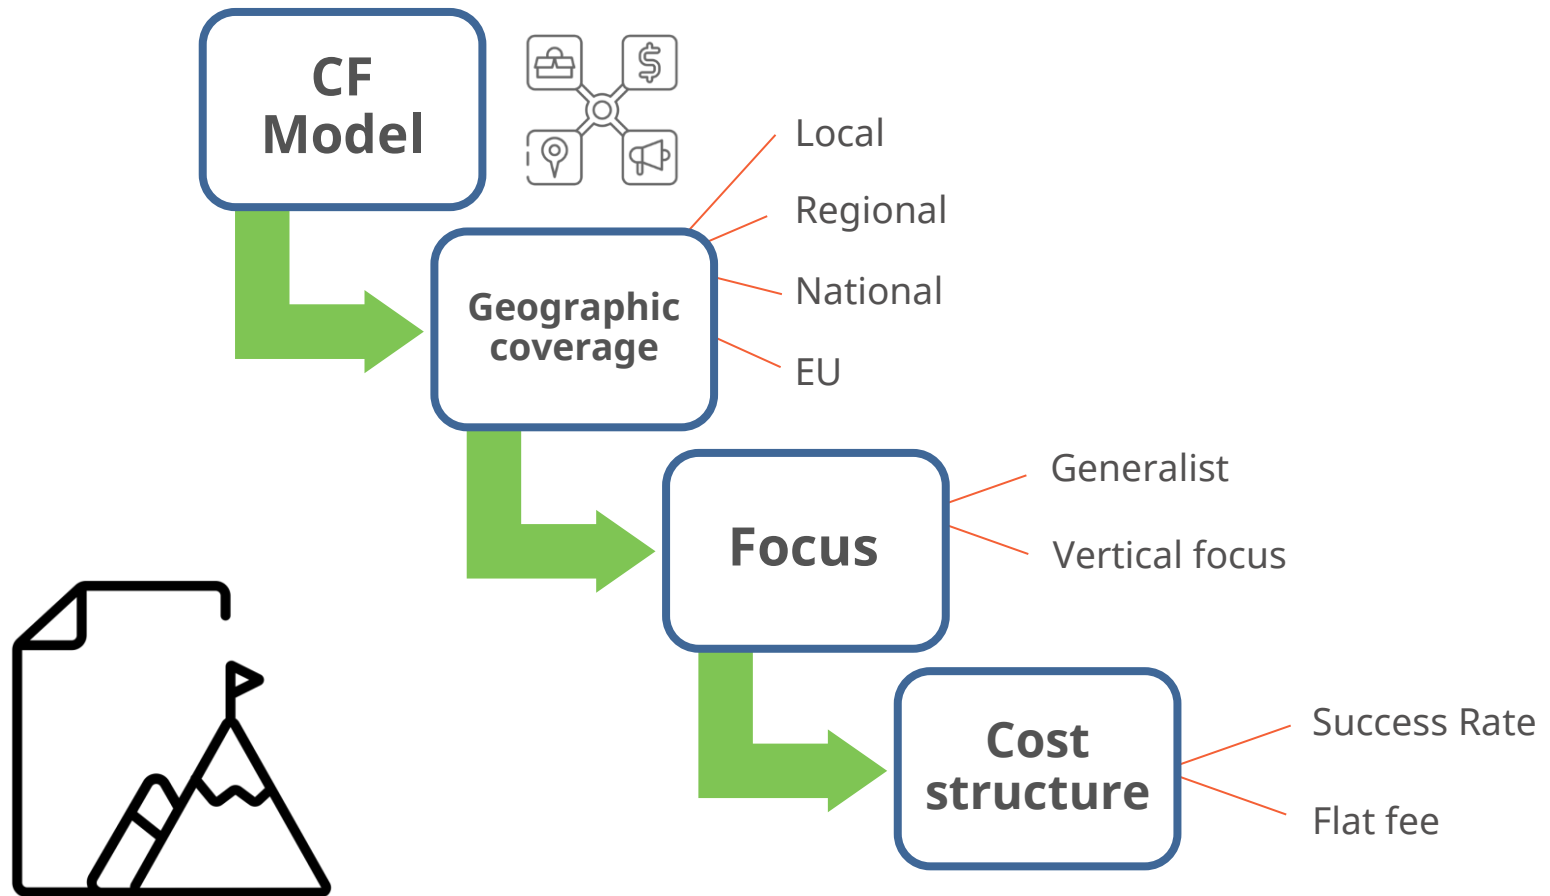 CF
Model
Local
Regional
National
EU
Geographic
coverage
Generalist
Vertical focus
Focus
Success Rate
Flat fee
Cost
structure